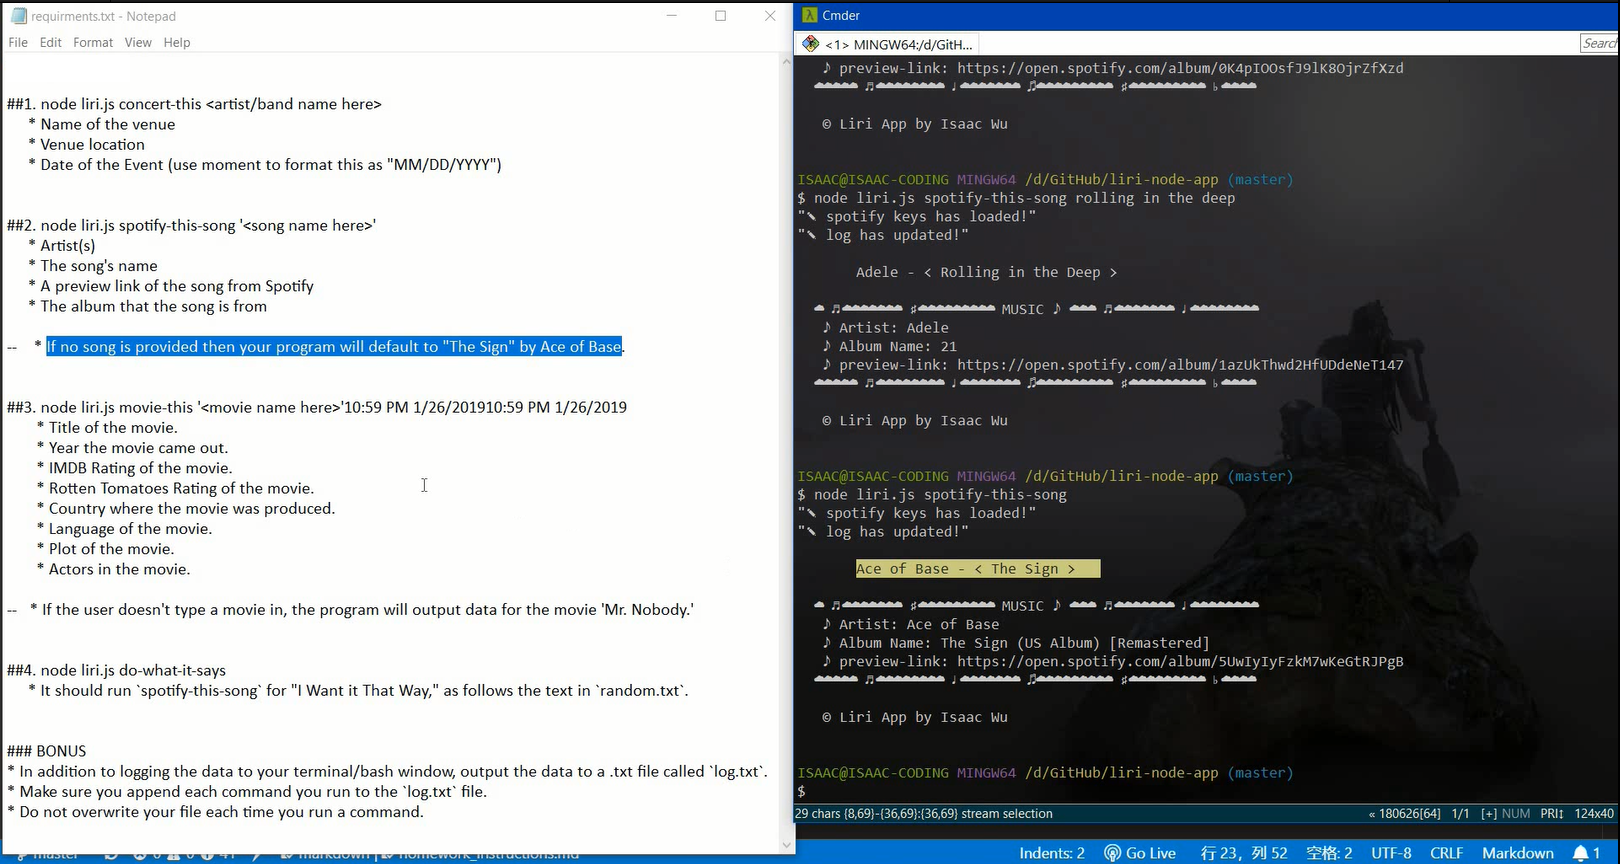 requirments.txt - Notepad
File Edit Format View Help
##1. node liri.js concert-this <artist/band name here>
* Name of the venue
* Venue location
* Date of the Event (use moment to format this as "MM/DD/YYYY")
##2. node liri.js spotify-this-song '<song name here>'
* Artist(s)
* The song's name
* A preview link of the song from Spotify
* The album that the song is from
-- * If no song is provided then your program will default to "The Sign" by Ace of Base.
##3. node liri.js movie-this '<movie name here>'10:59 PM 1/26/201910:59 PM 1/26/2019
* Title of the movie.
* Year the movie came out.
* IMDB Rating of the movie.
* Rotten Tomatoes Rating of the movie.
* Country where the movie was produced.
* Language of the movie.
* Plot of the movie.
* Actors in the movie.
-- * If the user doesn't type a movie in, the program will output data for the movie 'Mr. Nobody.'
##4. node liri.js do-what-it-says
* It should run `spotify-this-song` for "I Want it That Way," as follows the text in `random.txt`.
### BONUS
* In addition to logging the data to your terminal/bash window, output the data to a .txt file called `log.txt`.
* Make sure you append each command you run to the `log.txt` file.
* Do not overwrite your file each time you run a command.
λ Cmder
<1> MINGW64:/d/GitH...
Search
♪ preview-link: https://open.spotify.com/album/0K4pIOOsfJ9lK8OjrZfXzd
© Liri App by Isaac Wu
ISAAC@ISAAC-CODING MINGW64 /d/GitHub/liri-node-app (master)
$ node liri.js spotify-this-song rolling in the deep
"✎ spotify keys has loaded!"
"✎ log has updated!"
Adele - < Rolling in the Deep >
MUSIC ♪
♪ Artist: Adele
♪ Album Name: 21
♪ preview-link: https://open.spotify.com/album/1azUkThwd2HfUDdeNeT147
© Liri App by Isaac Wu
ISAAC@ISAAC-CODING MINGW64 /d/GitHub/liri-node-app (master)
$ node liri.js spotify-this-song
"✎ spotify keys has loaded!"
"✎ log has updated!"
Ace of Base - < The Sign >
MUSIC ♪
♪ Artist: Ace of Base
♪ Album Name: The Sign (US Album) [Remastered]
♪ preview-link: https://open.spotify.com/album/5UwIyIyFzkM7wKeGtRJPgB
© Liri App by Isaac Wu
ISAAC@ISAAC-CODING MINGW64 /d/GitHub/liri-node-app (master)
$
29 chars {8,69}-{36,69}:{36,69} stream selection « 180626[64] 1/1 [+] NUM PRI↕ 124x40
master markdown homework_instructions.md Indents: 2 Go Live 行 23，列 52 空格: 2 UTF-8 CRLF Markdown 1